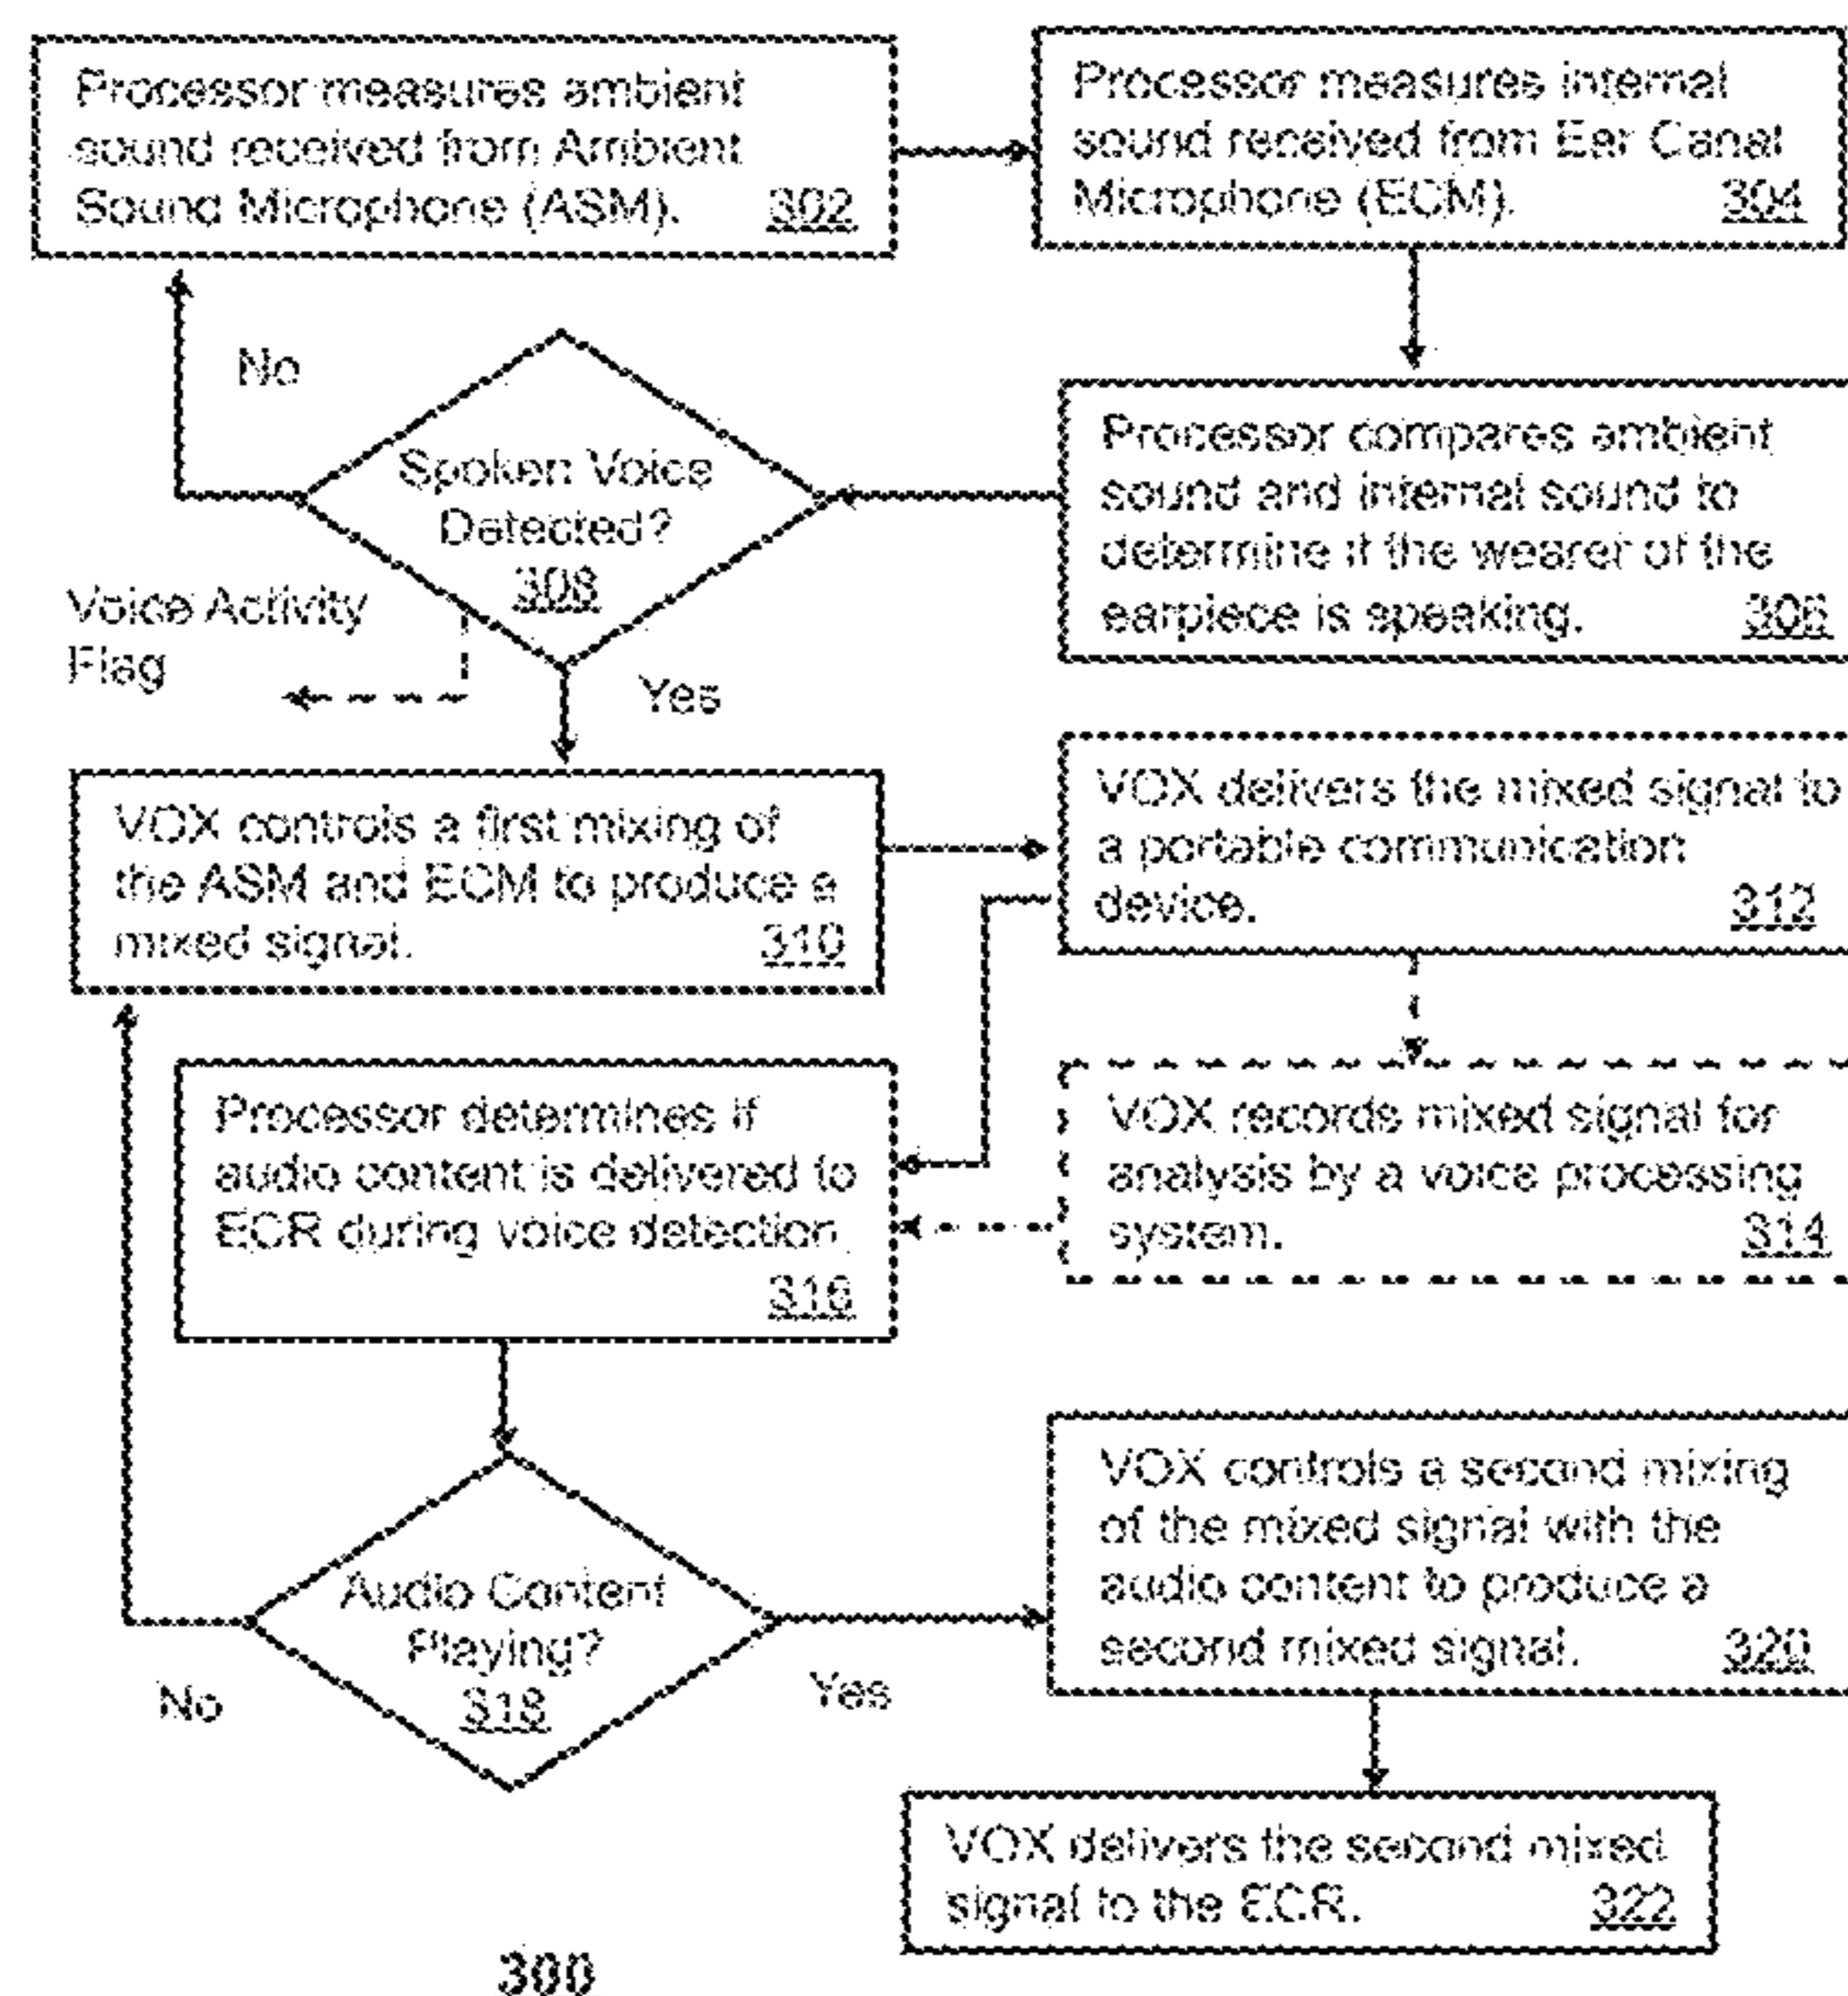 Processor measures ambient
sound received from Ambient
Sound Microphone (ASM). 302
Processor measures internal
sound received from Ear Canal
Microphone (ECM). 304
No
Spoken Voice
Detected?
308
Processor compares ambient
sound and internal sound to
determine if the wearer of the
earpiece is speaking. 306
Voice Activity
Flag
Yes
VOX controls a first mixing of
the ASM and ECM to produce a
mixed signal. 310
VOX delivers the mixed signal to
a portable communication
device. 312
Processor determines if
audio content is delivered to
ECR during voice detection
316
VOX records mixed signal for
analysis by a voice processing
system. 314
Audio Content
Playing?
318
No
Yes
VOX controls a second mixing
of the mixed signal with the
audio content to produce a
second mixed signal. 320
VOX delivers the second mixed
signal to the ECR. 322
300